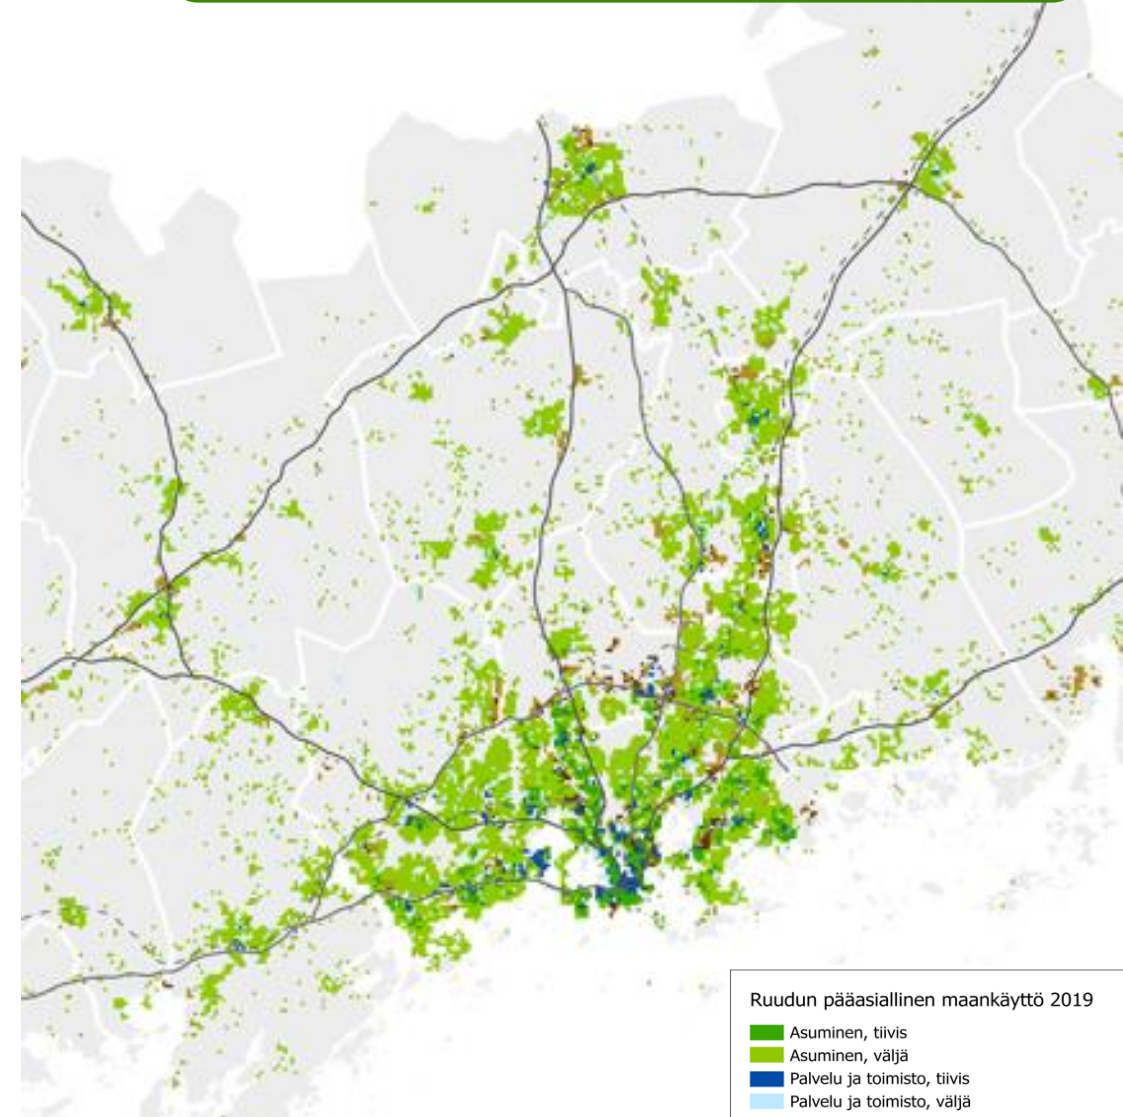 Ruudun pääasiallinen maankäyttö 2019
Asuminen, tiivis
Asuminen, väljä
Palvelu ja toimisto, tiivis
Palvelu ja toimisto, väljä